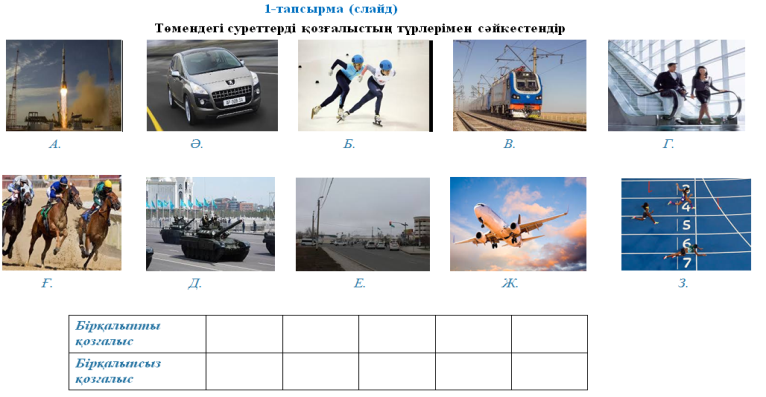 1-тапсырма (слайд)
Төмендегі суреттерді қозғалыстың түрлерімен сәйкестендір
А. Ә. Б. В. Г.
Ғ. Д. Е. Ж. З.
Бірқалыпты
қозғалыс
Бірқалыпсыз
қозғалыс